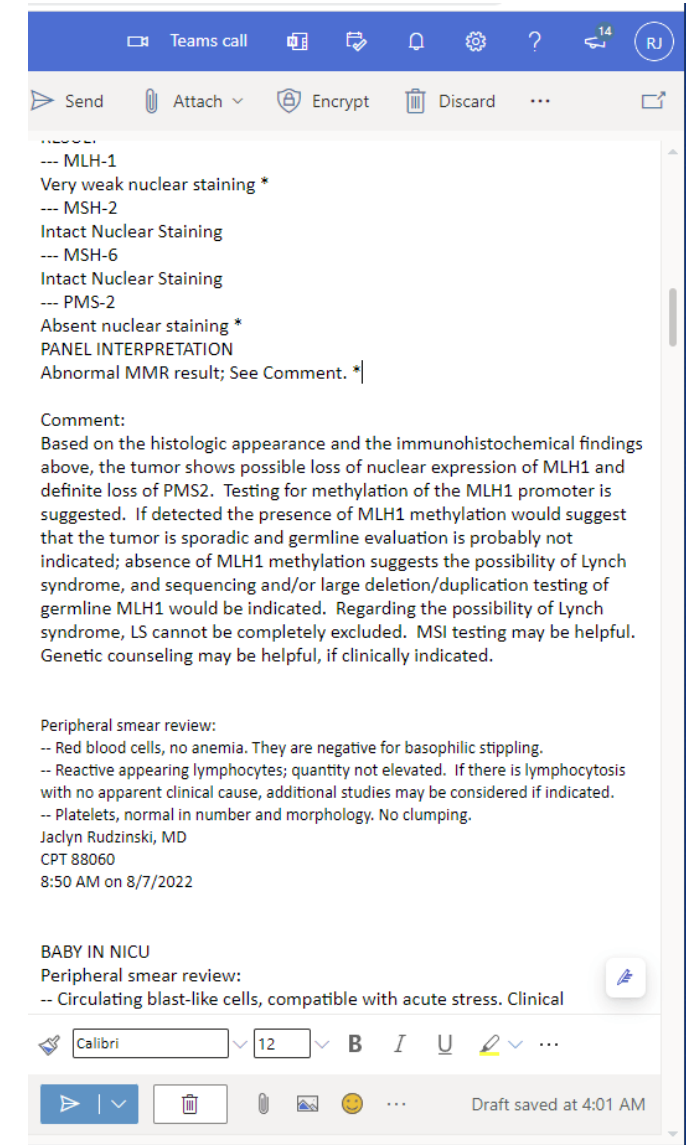 Teams call
14
RJ
Send
Attach
Encrypt
Discard
RESULT
--- MLH-1
Very weak nuclear staining *
--- MSH-2
Intact Nuclear Staining
--- MSH-6
Intact Nuclear Staining
--- PMS-2
Absent nuclear staining *
PANEL INTERPRETATION
Abnormal MMR result; See Comment. *
Comment:
Based on the histologic appearance and the immunohistochemical findings
above, the tumor shows possible loss of nuclear expression of MLH1 and
definite loss of PMS2.  Testing for methylation of the MLH1 promoter is
suggested.  If detected the presence of MLH1 methylation would suggest
that the tumor is sporadic and germline evaluation is probably not
indicated; absence of MLH1 methylation suggests the possibility of Lynch
syndrome, and sequencing and/or large deletion/duplication testing of
germline MLH1 would be indicated.  Regarding the possibility of Lynch
syndrome, LS cannot be completely excluded.  MSI testing may be helpful.
Genetic counseling may be helpful, if clinically indicated.
Peripheral smear review:
-- Red blood cells, no anemia. They are negative for basophilic stippling.
-- Reactive appearing lymphocytes; quantity not elevated.  If there is lymphocytosis
with no apparent clinical cause, additional studies may be considered if indicated.
-- Platelets, normal in number and morphology. No clumping.
Jaclyn Rudzinski, MD
CPT 88060
8:50 AM on 8/7/2022
BABY IN NICU
Peripheral smear review:
-- Circulating blast-like cells, compatible with acute stress. Clinical
Calibri
12
B I U
Draft saved at 4:01 AM